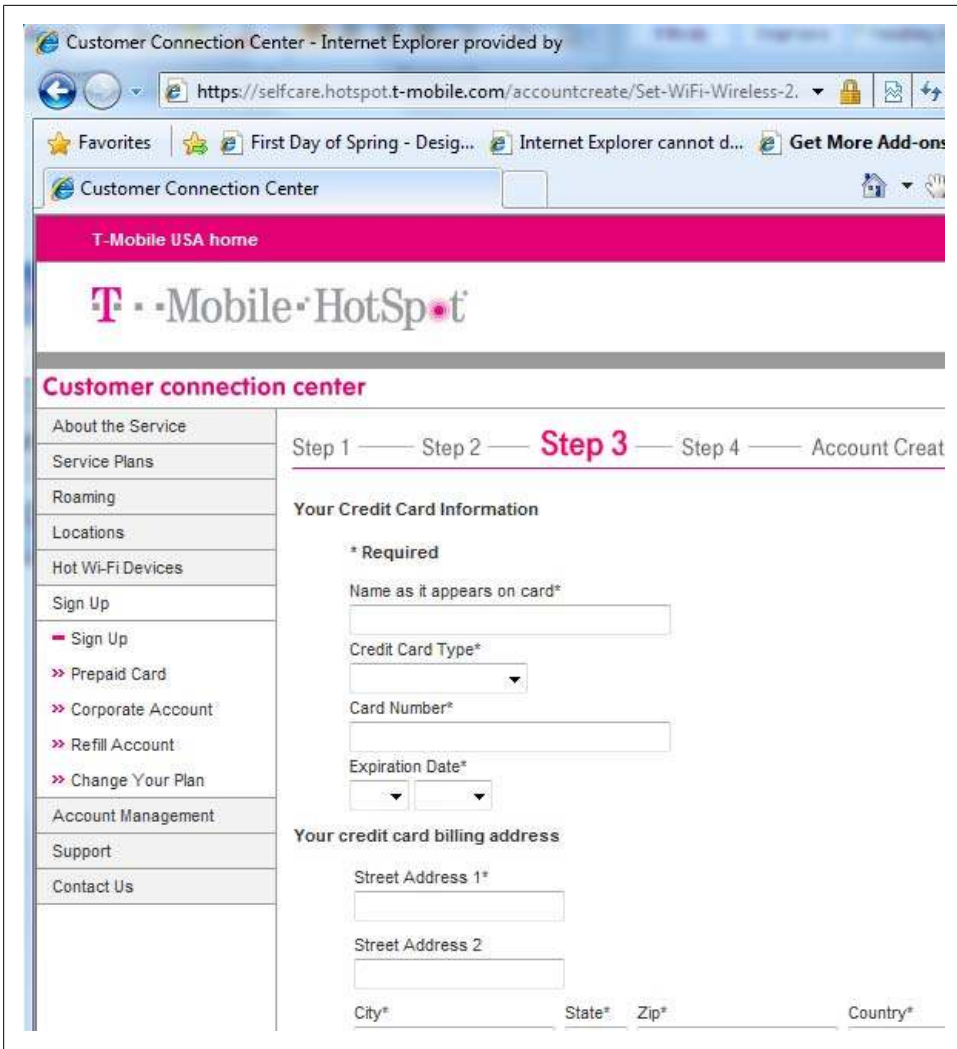 Customer Connection Center - Internet Explorer provided by
https://selfcare.hotspot.t-mobile.com/accountcreate/Set-WiFi-Wireless-2.
Favorites First Day of Spring - Desig... Internet Explorer cannot d... Get More Add-ons
Customer Connection Center
T-Mobile USA home
T··Mobile·HotSpot
Customer connection center
About the Service
Service Plans
Roaming
Locations
Hot Wi-Fi Devices
Sign Up
Sign Up
» Prepaid Card
» Corporate Account
» Refill Account
» Change Your Plan
Account Management
Support
Contact Us
Step 1 Step 2 Step 3 Step 4 Account Creat
Your Credit Card Information
* Required
Name as it appears on card*
Credit Card Type*
Card Number*
Expiration Date*
Your credit card billing address
Street Address 1*
Street Address 2
City* State* Zip* Country*